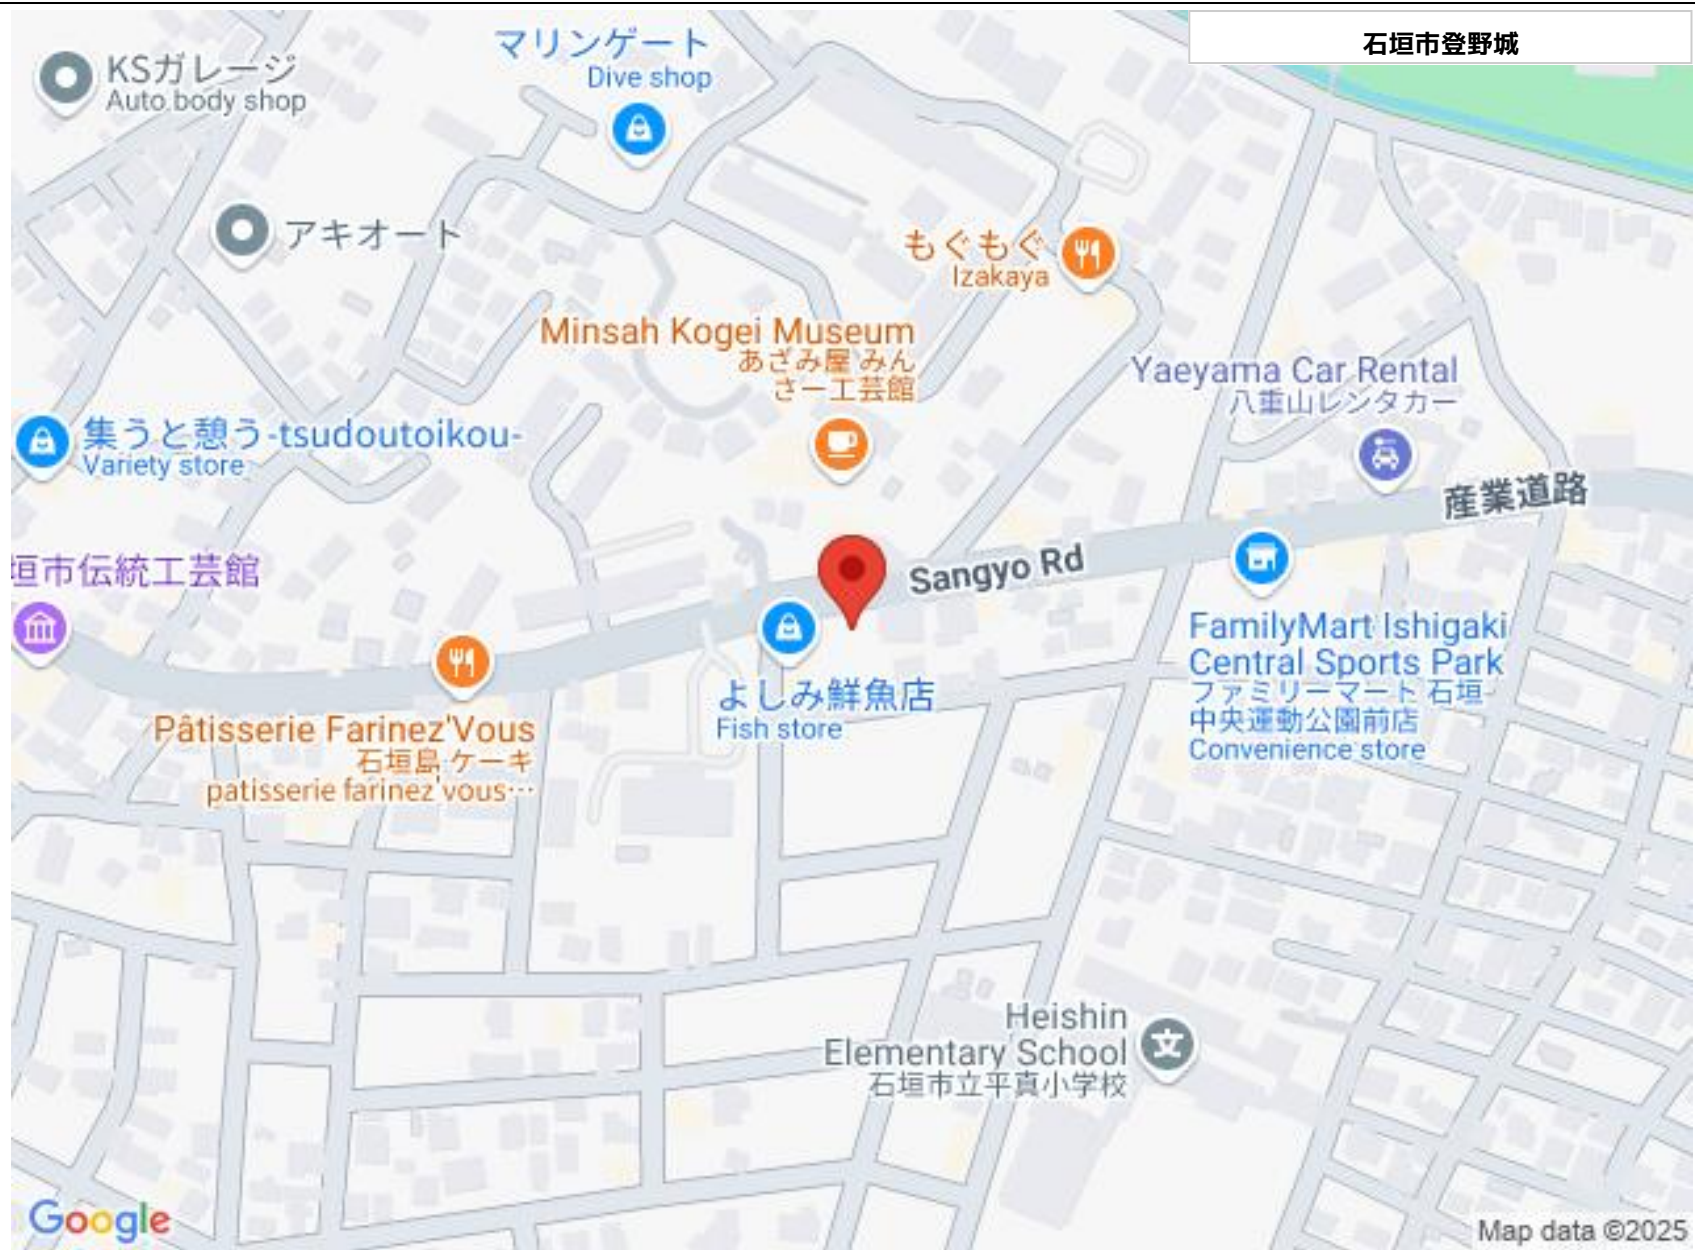 石垣市登野城
マリンゲート
Dive shop
KSガレージ
Auto body shop
アキオート
もぐもぐ
Izakaya
Minsah Kogei Museum
あざみ屋 みん
さー工芸館
Yaeyama Car Rental
八重山レンタカー
集うと憩う-tsudoutoikou-
Variety store
産業道路
Sangyo Rd
垣市伝統工芸館
FamilyMart Ishigaki
Central Sports Park
ファミリーマート 石垣
中央運動公園前店
Convenience store
よしみ鮮魚店
Fish store
Pâtisserie Farinez'Vous
石垣島 ケーキ
patisserie farinez vous…
Heishin
Elementary School
石垣市立平真小学校
Google
Map data ©2025